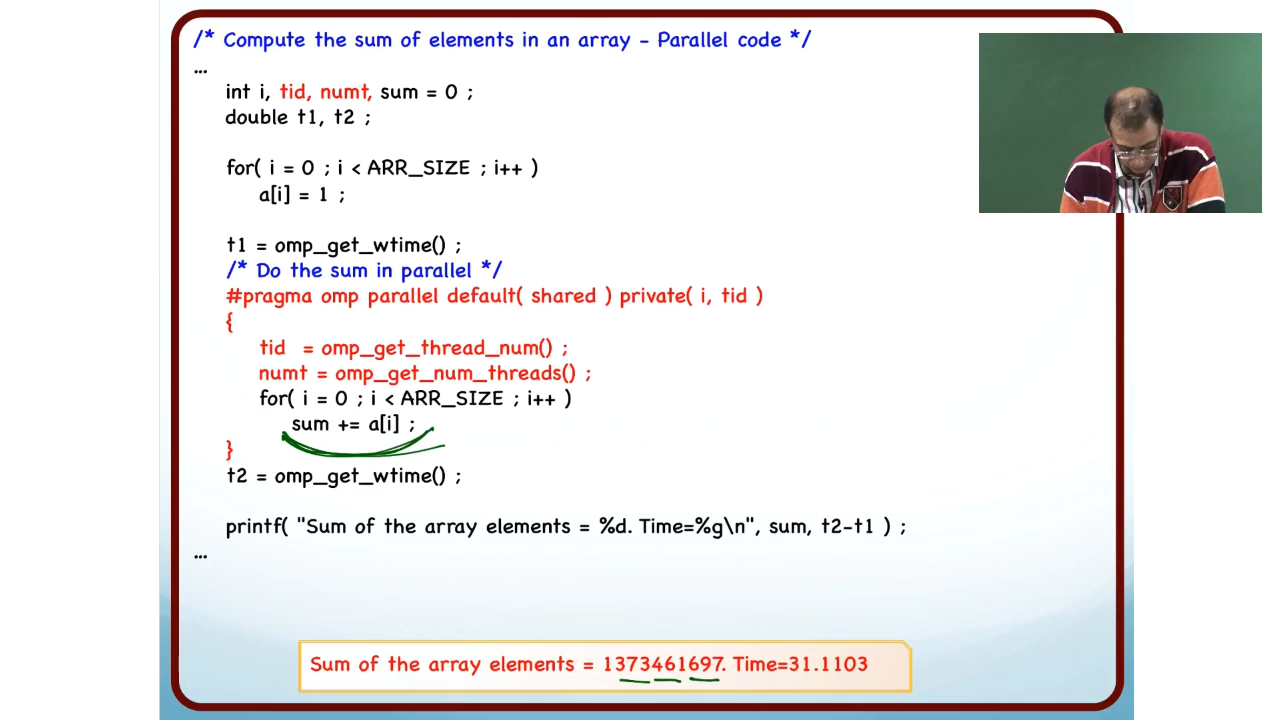 /* Compute the sum of elements in an array - Parallel code */
...
int i, tid, numt, sum = 0 ;
double t1, t2 ;
for( i = 0 ; i < ARR_SIZE ; i++ )
a[i] = 1 ;
t1 = omp_get_wtime() ;
/* Do the sum in parallel */
#pragma omp parallel default( shared ) private( i, tid )
{
tid = omp_get_thread_num() ;
numt = omp_get_num_threads() ;
for( i = 0 ; i < ARR_SIZE ; i++ )
sum += a[i] ;
}
t2 = omp_get_wtime() ;
printf( "Sum of the array elements = %d. Time=%g\n", sum, t2-t1 ) ;
...
Sum of the array elements = 1373461697. Time=31.1103